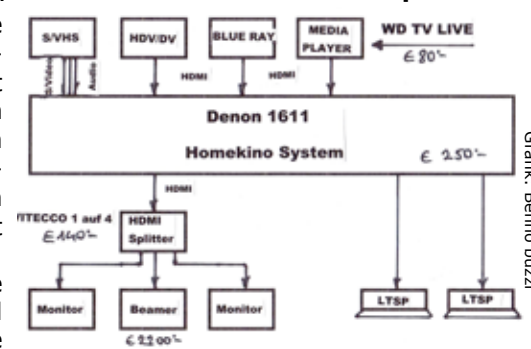 S/VHS
HDV/DV
BLUE RAY
MEDIA
PLAYER
WD TV LIVE
€ 80.-
S/Video
Audio
HDMI
HDMI
Denon 1611
Homekino System
€ 250.-
HDMI
VITECCO 1 auf 4
€ 140.-
HDMI
Splitter
Monitor
Beamer
Monitor
€ 2200.-
LTSP
LTSP
Grafik: Benno Buzzi